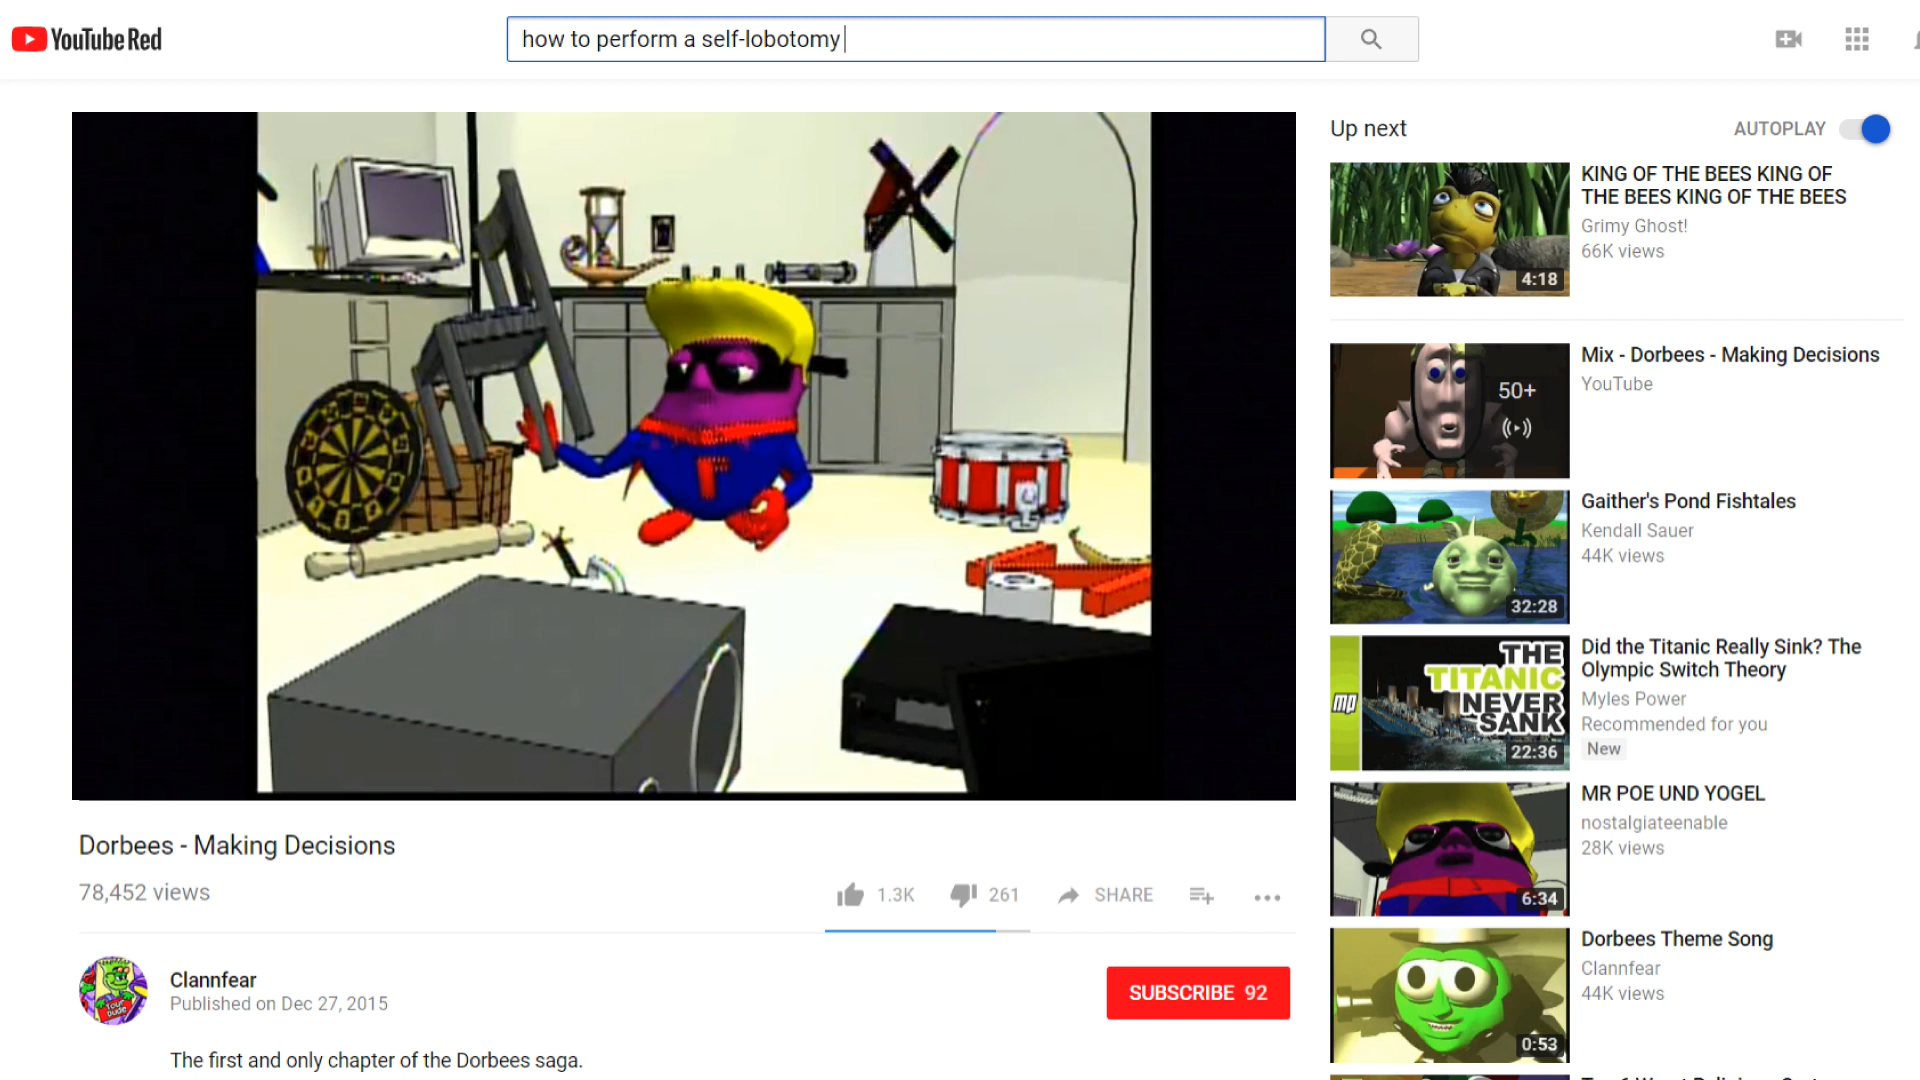 YouTube Red
how to perform a self-lobotomy
Up next
AUTOPLAY
KING OF THE BEES KING OF
THE BEES KING OF THE BEES
Grimy Ghost!
66K views
4:18
Mix - Dorbees - Making Decisions
YouTube
50+
Gaither's Pond Fishtales
Kendall Sauer
44K views
32:28
Did the Titanic Really Sink? The
Olympic Switch Theory
Myles Power
Recommended for you
New
THE
TITANIC
NEVER
SANK
mp
22:36
MR POE UND YOGEL
nostalgiateenable
28K views
6:34
Dorbees Theme Song
Clannfear
44K views
0:53
F
Dorbees - Making Decisions
78,452 views
1.3K
261
SHARE
Clannfear
Published on Dec 27, 2015
SUBSCRIBE 92
The first and only chapter of the Dorbees saga.